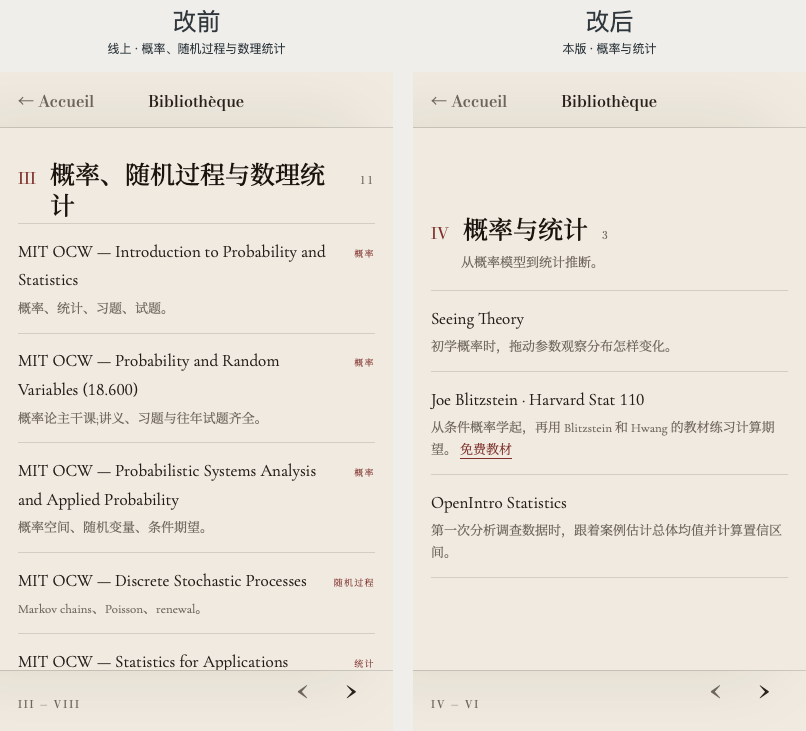 改前
线上 · 概率、随机过程与数理统计
← Accueil
Bibliothèque
III 概率、随机过程与数理统 11
计
MIT OCW — Introduction to Probability and 概率
Statistics
概率、统计、习题、试题。
MIT OCW — Probability and Random 概率
Variables (18.600)
概率论主干课;讲义、习题与往年试题齐全。
MIT OCW — Probabilistic Systems Analysis 概率
and Applied Probability
概率空间、随机变量、条件期望。
MIT OCW — Discrete Stochastic Processes 随机过程
Markov chains、Poisson、renewal。
MIT OCW — Statistics for Applications 统计
III — VIII
改后
本版 · 概率与统计
← Accueil
Bibliothèque
IV 概率与统计 3
从概率模型到统计推断。
Seeing Theory
初学概率时，拖动参数观察分布怎样变化。
Joe Blitzstein · Harvard Stat 110
从条件概率学起，再用 Blitzstein 和 Hwang 的教材练习计算期
望。 免费教材
OpenIntro Statistics
第一次分析调查数据时，跟着案例估计总体均值并计算置信区
间。
IV — VI